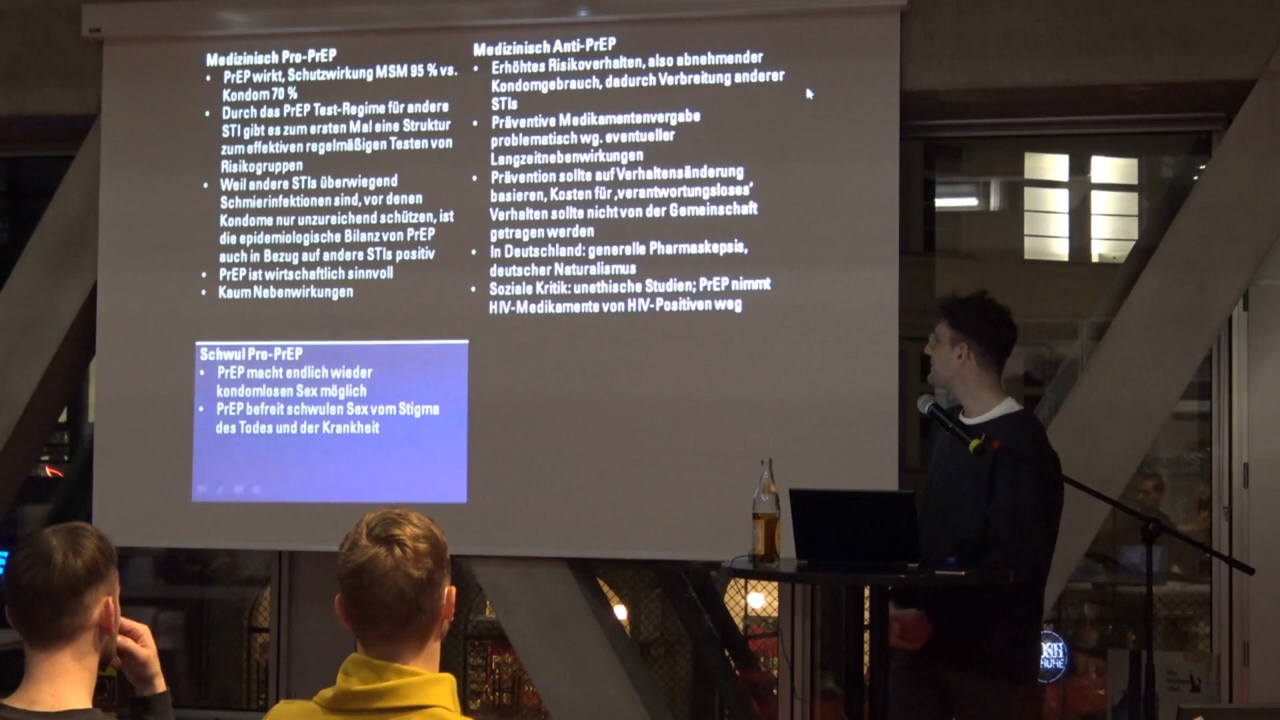 Medizinisch Pro-PrEP
• PrEP wirkt, Schutzwirkung MSM 95 % vs.
Kondom 70 %
• Durch das PrEP Test-Regime für andere
STI gibt es zum ersten Mal eine Struktur
zum effektiven regelmäßigen Testen von
Risikogruppen
• Weil andere STIs überwiegend
Schmierinfektionen sind, vor denen
Kondome nur unzureichend schützen, ist
die epidemiologische Bilanz von PrEP
auch in Bezug auf andere STIs positiv
• PrEP ist wirtschaftlich sinnvoll
• Kaum Nebenwirkungen
Medizinisch Anti-PrEP
• Erhöhtes Risikoverhalten, also abnehmender
Kondomgebrauch, dadurch Verbreitung anderer
STIs
• Präventive Medikamentenvergabe
problematisch wg. eventueller
Langzeitnebenwirkungen
• Prävention sollte auf Verhaltensänderung
basieren, Kosten für ‚verantwortungsloses‘
Verhalten sollte nicht von der Gemeinschaft
getragen werden
• In Deutschland: generelle Pharmaskepsis,
deutscher Naturalismus
• Soziale Kritik: unethische Studien; PrEP nimmt
HIV-Medikamente von HIV-Positiven weg
Schwul Pro-PrEP
• PrEP macht endlich wieder
kondomlosen Sex möglich
• PrEP befreit schwulen Sex vom Stigma
des Todes und der Krankheit